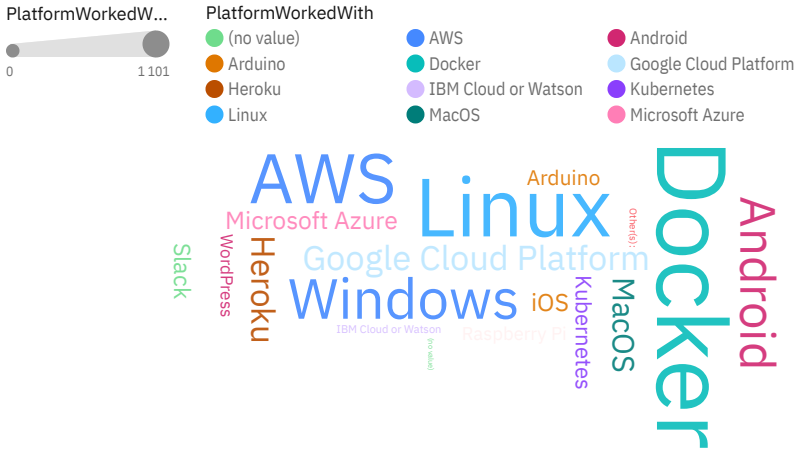 PlatformWorkedW...
0
1 101
PlatformWorkedWith
(no value)
AWS
Android
Arduino
Docker
Google Cloud Platform
Heroku
IBM Cloud or Watson
Kubernetes
Linux
MacOS
Microsoft Azure
AWS
Linux
Arduino
Docker
Android
Microsoft Azure
Other(s):
Slack
WordPress
Heroku
Google Cloud Platform
Windows
iOS
Kubernetes
MacOS
IBM Cloud or Watson
Raspberry Pi
(no value)